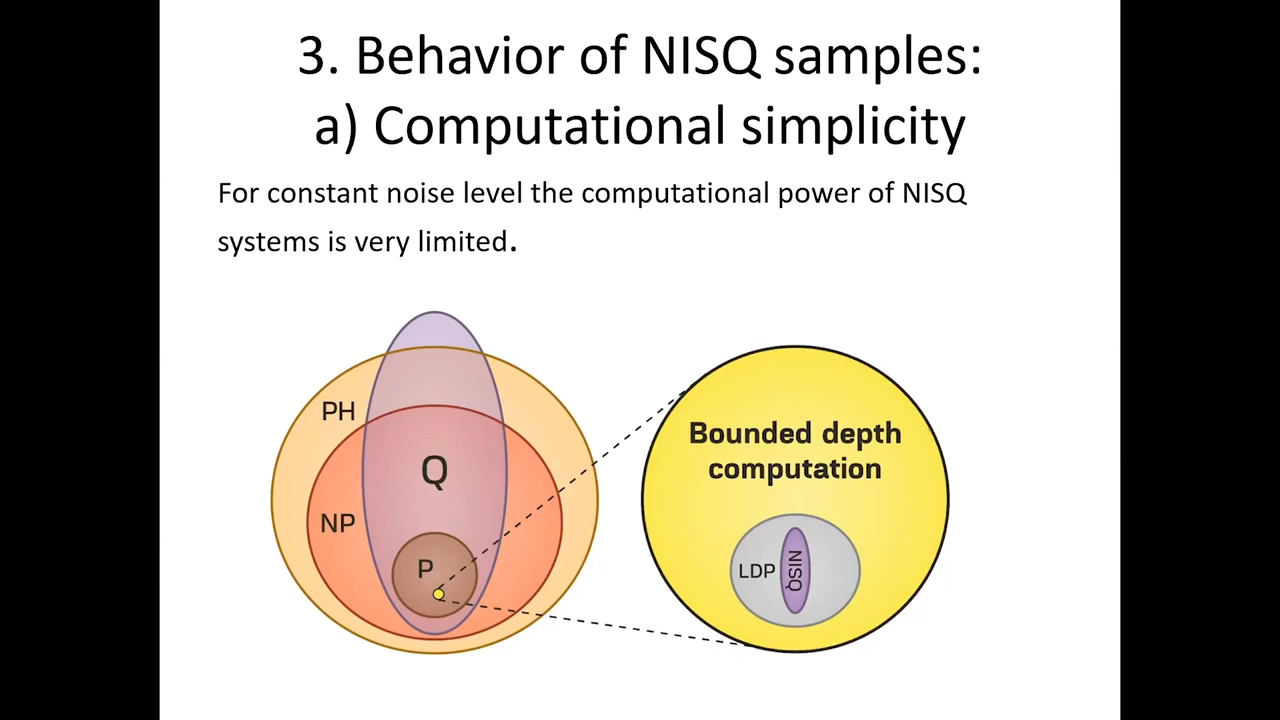 3. Behavior of NISQ samples:
a) Computational simplicity
For constant noise level the computational power of NISQ
systems is very limited.
PH
Q
NP
P
Bounded depth
computation
LDP
NISQ